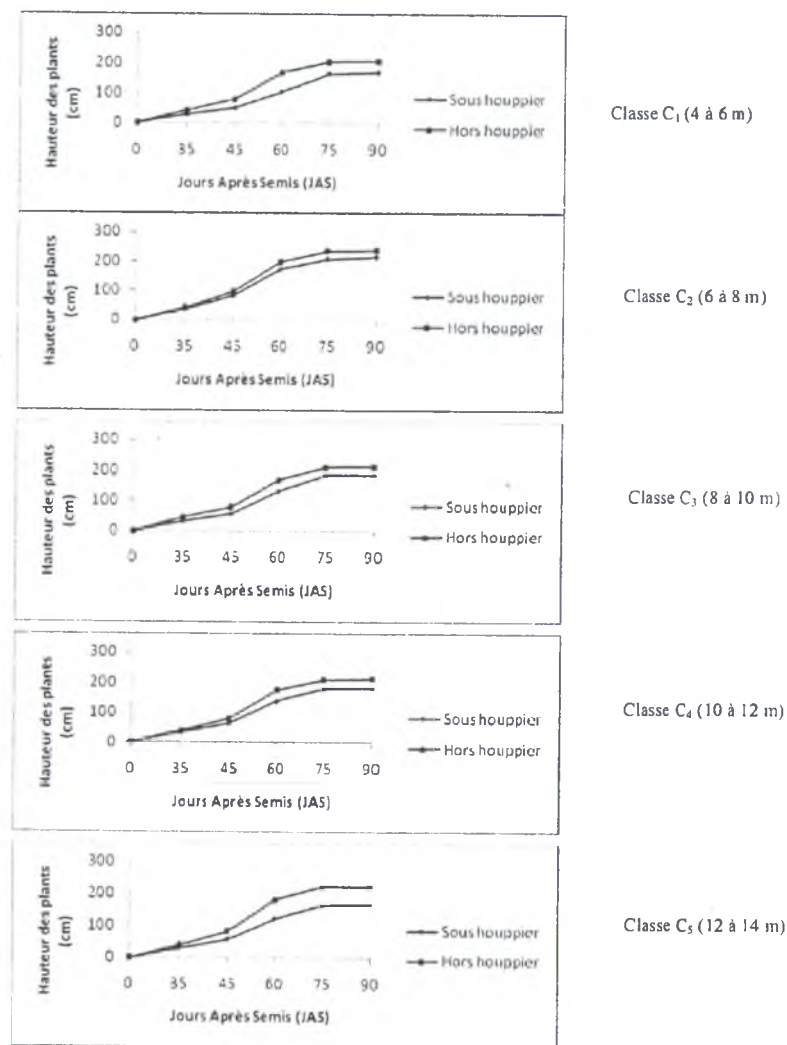 Hauteur des plants
(cm)
300
200
100
0
0 35 45 60 75 90
Jours Après Semis (JAS)
Sous houppier
Hors houppier
Classe C₁ (4 à 6 m)
Hauteur des plants
(cm)
300
200
100
0
0 35 45 60 75 90
Jours Après Semis (JAS)
Sous houppier
Hors houppier
Classe C₂ (6 à 8 m)
Hauteur des plants
(cm)
300
200
100
0
0 35 45 60 75 90
Jours Après Semis (JAS)
Sous houppier
Hors houppier
Classe C₃ (8 à 10 m)
Hauteur des plants
(cm)
300
200
100
0
0 35 45 60 75 90
Jours Après Semis (JAS)
Sous houppier
Hors houppier
Classe C₄ (10 à 12 m)
Hauteur des plants
(cm)
300
200
100
0
0 35 45 60 75 90
Jours Après Semis (JAS)
Sous houppier
Hors houppier
Classe C₅ (12 à 14 m)